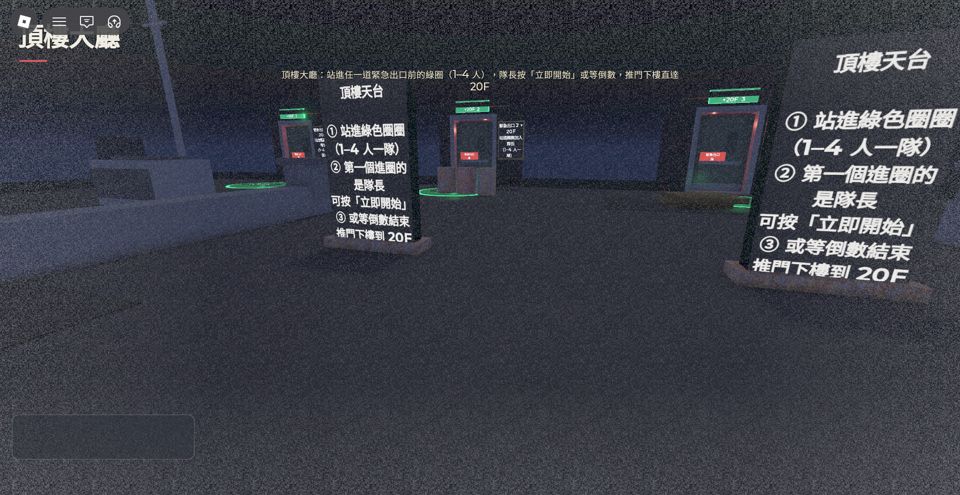 頂樓大廳
頂樓大廳：站進任一道緊急出口前的綠圈（1–4 人），隊長按「立即開始」或等倒數，推門下樓直達
20F
頂樓天台
① 站進綠色圈圈
（1–4 人一隊）
② 第一個進圈的
是隊長
可按「立即開始」
③ 或等倒數結束
推門下樓到 20F
頂樓天台
① 站進綠色圈圈
（1–4 人一隊）
② 第一個進圈的
是隊長
可按「立即開始」
③ 或等倒數結束
推門下樓到 20F